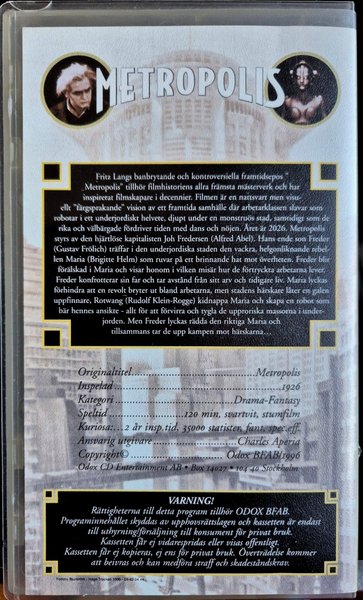 METROPOLIS
Fritz Langs banbrytande och kontroversiella framtidsepos "
Metropolis" tillhör filmhistoriens allra främsta mästerverk och har
inspirerat filmskapare i decennier. Filmen är en nattsvart men visu-
ellt "färgsprakande" vision av ett framtida samhälle där arbetarklassen slavar som
robotar i ett underjordiskt helvete, djupt under en monstruös stad, samtidigt som de
rika och välbärgade fördriver tiden med dans och nöjen. Året är 2026. Metropolis
styrs av den hjärtlöse kapitalisten Joh Fredersen (Alfred Abel). Hans ende son Freder
(Gustav Frölich) träffar i den underjordiska staden den vackra, helgonliknande rebel-
len Maria (Brigitte Helm) som ruvar på ett brinnande hat mot överheten. Freder blir
förälskad i Maria och visar honom i vilken misär hur de förtryckta arbetarna lever.
Freder konfronterar sin far och tar avstånd från sitt arv och tidigare liv. Maria lyckas
förhindra att en revolt bryter ut bland arbetarna, men stadens härskare låter en galen
uppfinnare, Rotwang (Rudolf Klein-Rogge) kidnappa Maria och skapa en robot som
bär hennes ansikte - allt för att förvirra och tygla de upproriska massorna i under-
jorden. Men Freder lyckas rädda den riktiga Maria och
tillsammans tar de upp kampen mot härskarna…
Originaltitel......Metropolis
Inspelad......1926
Kategori......Drama-Fantasy
Speltid......120 min, svartvit, stumfilm
Kuriosa:...2 års insp.tid, 35000 statister, fant. spec.eff.
Ansvarig utgivare......Charles Aperia
Copyright©......Odox BFAB/1996
Odox CD Entertainment AB • Box 14027 • 104 40 Stockholm
VARNING!
Rättigheterna till detta program tillhör ODOX BFAB.
Programinnehållet skyddas av upphovsrättslagen och kassetten är endast
till uthyrning/försäljning till konsument för privat bruk.
Kassetten får ej vidarespridas eller visas offentligt.
Kassetten får ej kopieras, ej ens för privat bruk. Överträdelse kommer
att beivras och kan medföra straff och skadeståndskrav.